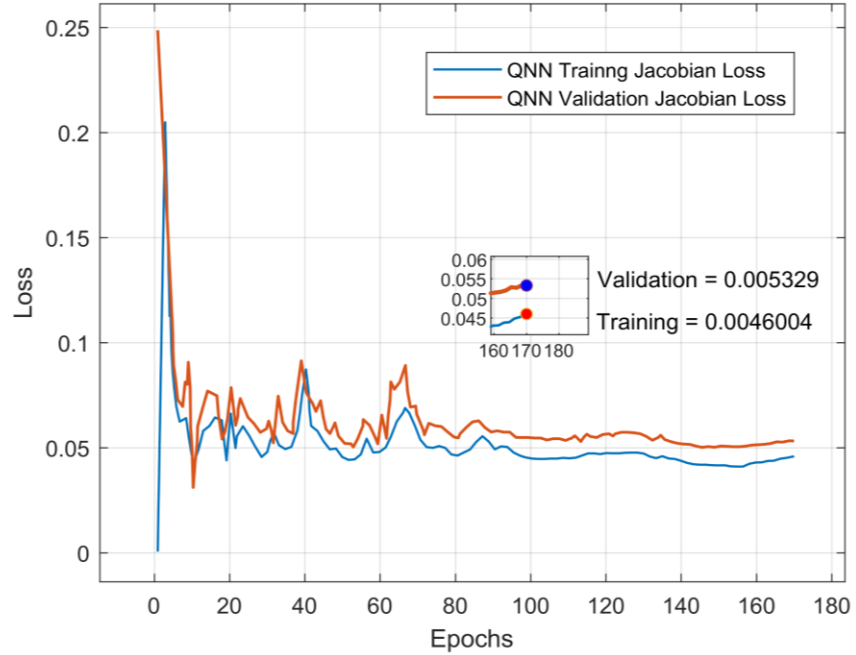 0.25
0.2
0.15
0.1
0.05
0
Loss
QNN Trainng Jacobian Loss
QNN Validation Jacobian Loss
0.06
0.055
0.05
0.045
160 170 180
Validation = 0.005329
Training = 0.0046004
0 20 40 60 80 100 120 140 160 180
Epochs